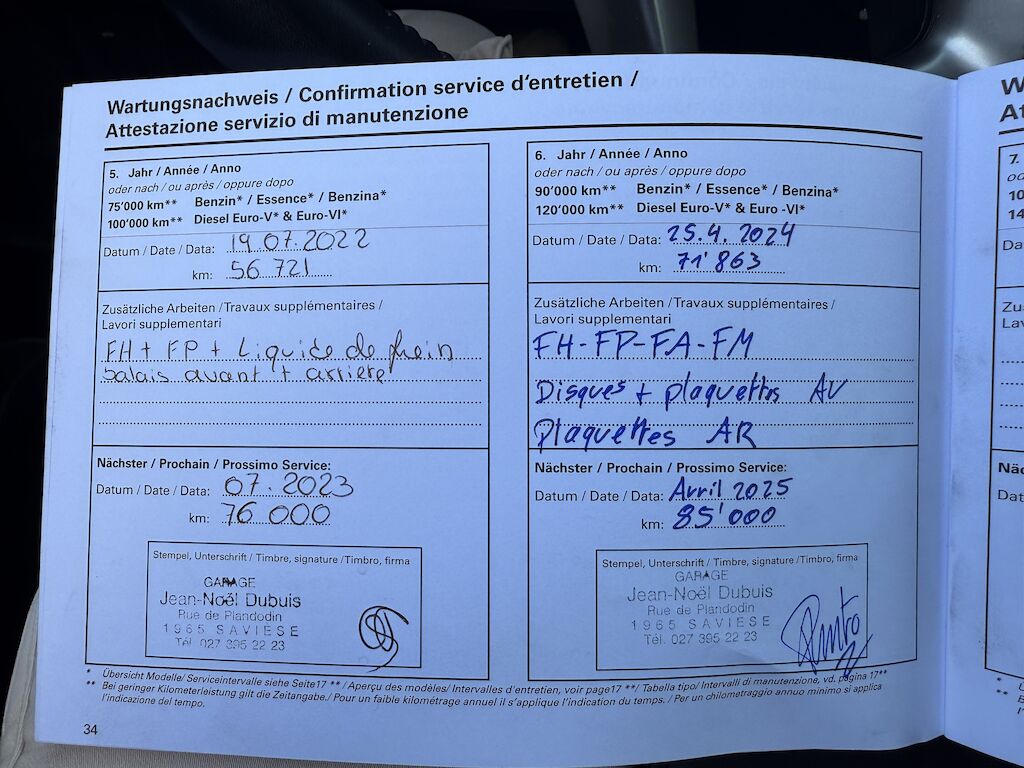 Wartungsnachweis / Confirmation service d'entretien /
Attestazione servizio di manutenzione
5. Jahr / Année / Anno
oder nach / ou après / oppure dopo
75'000 km** Benzin* / Essence* / Benzina*
100'000 km** Diesel Euro-V* & Euro-VI*
Datum / Date / Data: 19.07.2022
km: 56 721
Zusätzliche Arbeiten / Travaux supplémentaires /
Lavori supplementari
FH + FP + Liquide de frein
balais avant + arriere
Nächster / Prochain / Prossimo Service:
Datum / Date / Data: 07.2023
km: 76 000
Stempel, Unterschrift / Timbre, signature / Timbro, firma
GARAGE
Jean-Noël Dubuis
Rue de Plandodin
1965 SAVIESE
Tél. 027 395 22 23
6. Jahr / Année / Anno
oder nach / ou après / oppure dopo
90'000 km** Benzin* / Essence* / Benzina*
120'000 km** Diesel Euro-V* & Euro -VI*
Datum / Date / Data: 25.4.2024
km: 71'863
Zusätzliche Arbeiten / Travaux supplémentaires /
Lavori supplementari
FH-FP-FA-FM
Disques + plaquettes AV
Plaquettes AR
Nächster / Prochain / Prossimo Service:
Datum / Date / Data: Avril 2025
km: 85'000
Stempel, Unterschrift / Timbre, signature / Timbro, firma
GARAGE
Jean-Noël Dubuis
Rue de Plandodin
1965 SAVIESE
Tél. 027 395 22 23
* Übersicht Modelle/ Serviceintervalle siehe Seite17 ** / Aperçu des modèles/ Intervalles d'entretien, voir page17 **/ Tabella tipo/ Intervalli di manutenzione, vd. pagina 17**
** Bei geringer Kilometerleistung gilt die Zeitangabe./ Pour un faible kilométrage annuel il s'applique l'indication du temps. / Per un chilometraggio annuo minimo si applica
l'indicazione del tempo.
34
7.